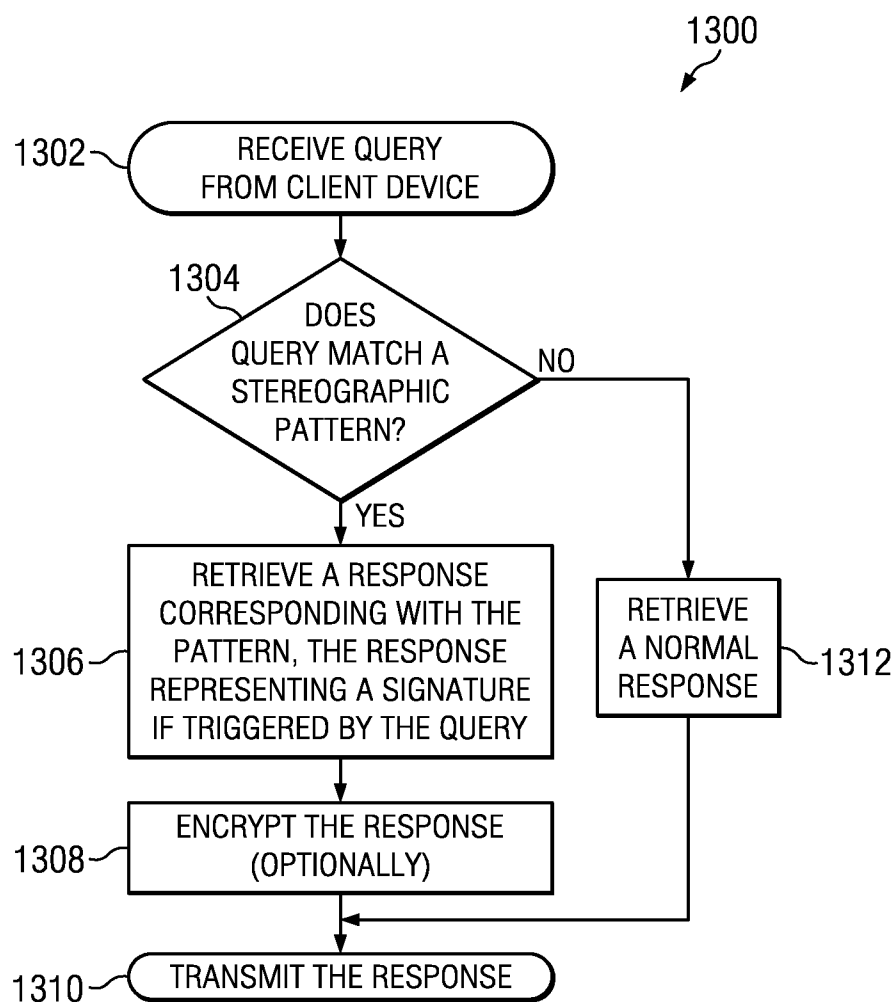 1300
1302
RECEIVE QUERY
FROM CLIENT DEVICE
1304
DOES
QUERY MATCH A
STEREOGRAPHIC
PATTERN?
NO
YES
1306
RETRIEVE A RESPONSE
CORRESPONDING WITH THE
PATTERN, THE RESPONSE
REPRESENTING A SIGNATURE
IF TRIGGERED BY THE QUERY
RETRIEVE
A NORMAL
RESPONSE
1312
1308
ENCRYPT THE RESPONSE
(OPTIONALLY)
1310
TRANSMIT THE RESPONSE